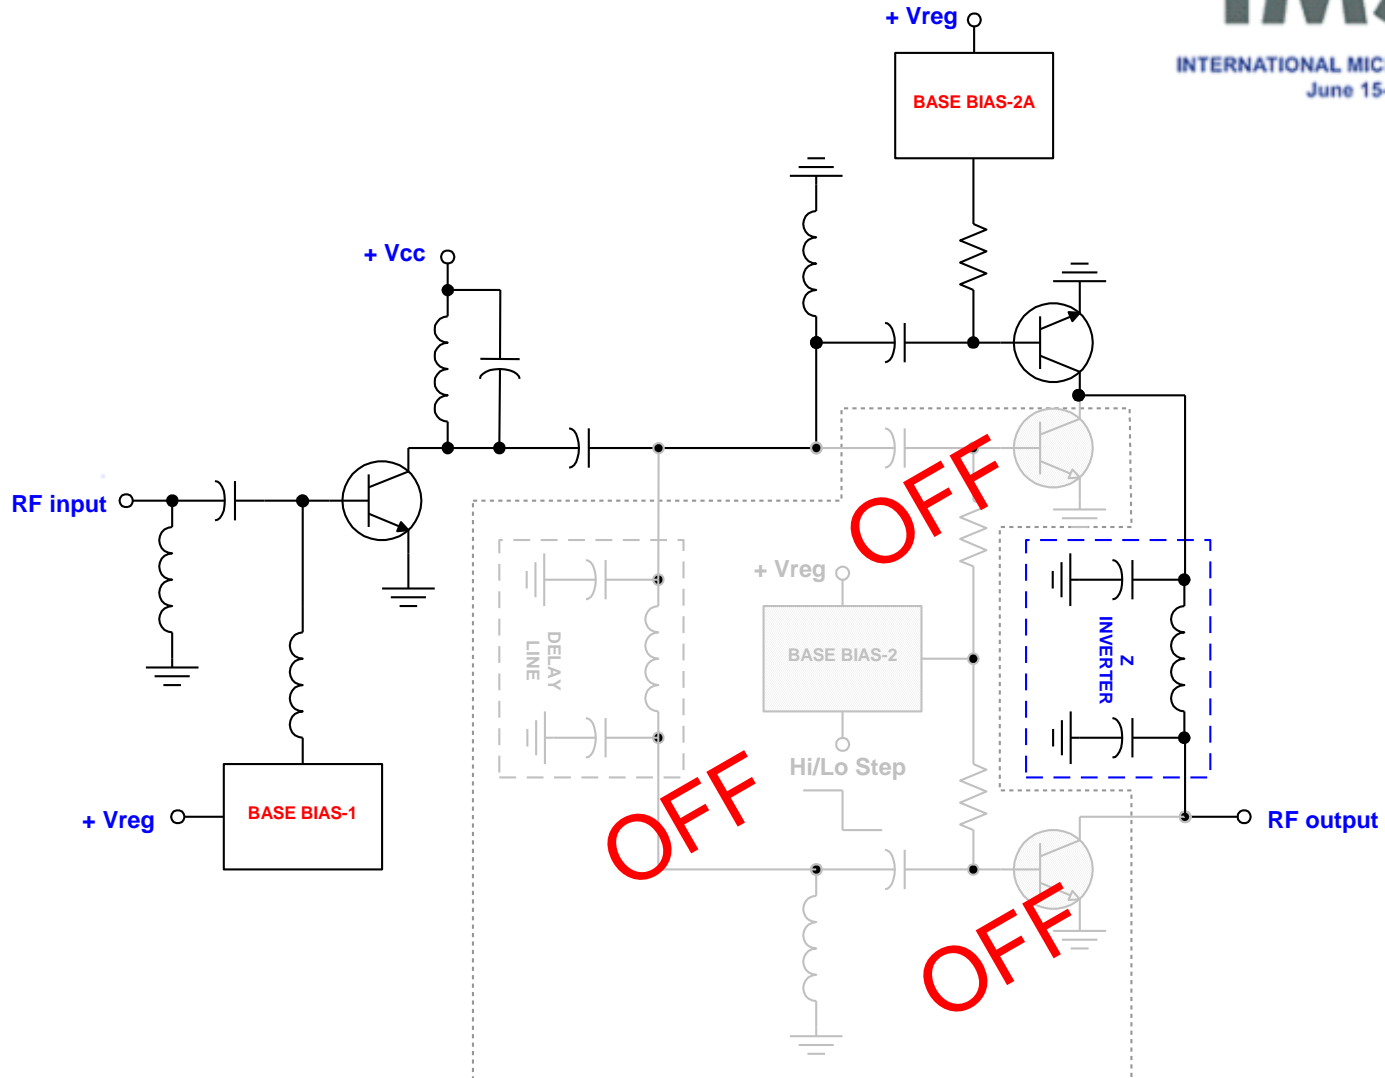 + Vreg
INTERNATIONAL MIC
June 15-
BASE BIAS-2A
+ Vcc
RF input
OFF
+ Vreg
DELAY
LINE
BASE BIAS-2
Z
INVERTER
Hi/Lo Step
OFF
BASE BIAS-1
+ Vreg
RF output
OFF